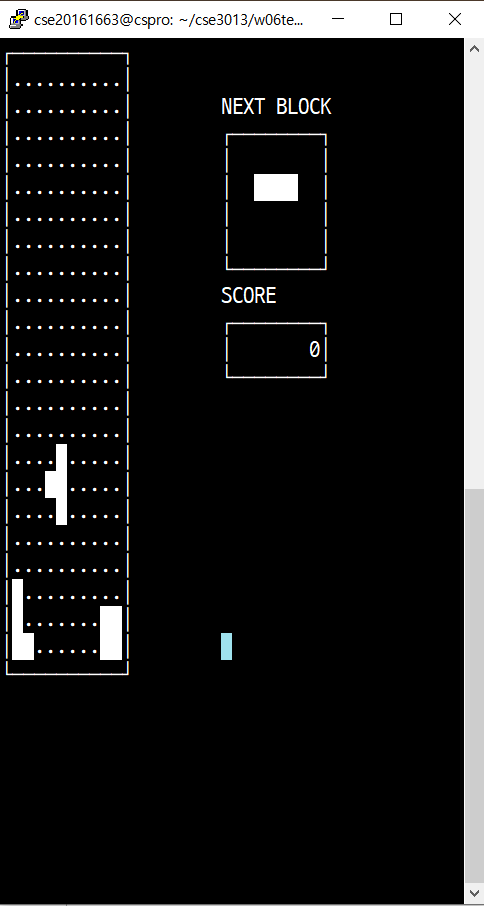 cse20161663@cspro: ~/cse3013/w06te...
NEXT BLOCK
SCORE
0